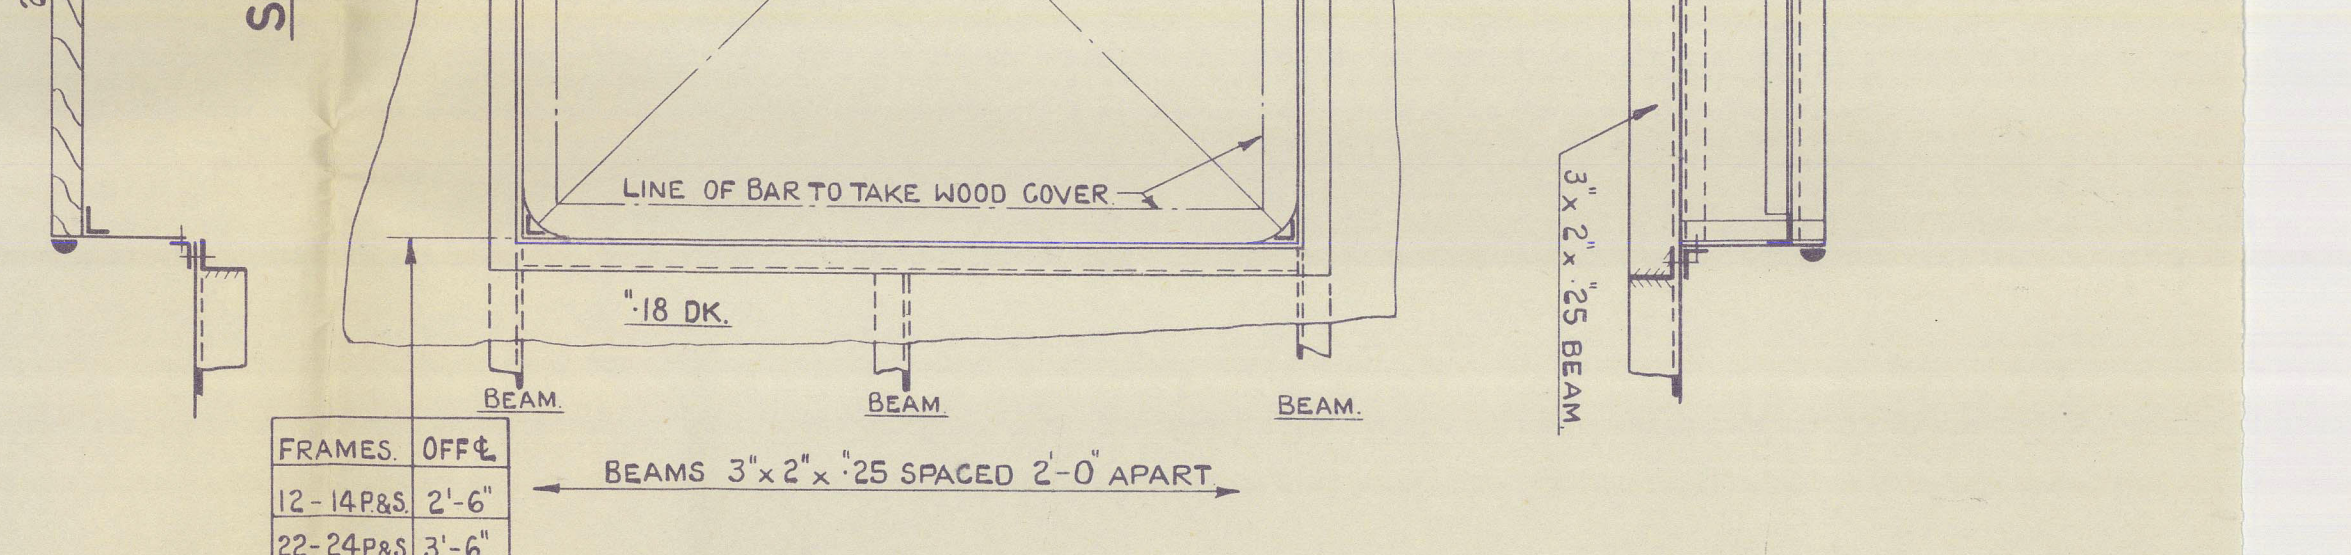 S
LINE OF BAR TO TAKE WOOD COVER.
".18 DK.
BEAM.
BEAM.
BEAM.
3" x 2" x ".25 BEAM.
FRAMES. OFF ℄
12-14 P.&S. 2'-6"
22-24 P&S 3'-6"
BEAMS 3" x 2" x ".25 SPACED 2'-0" APART.